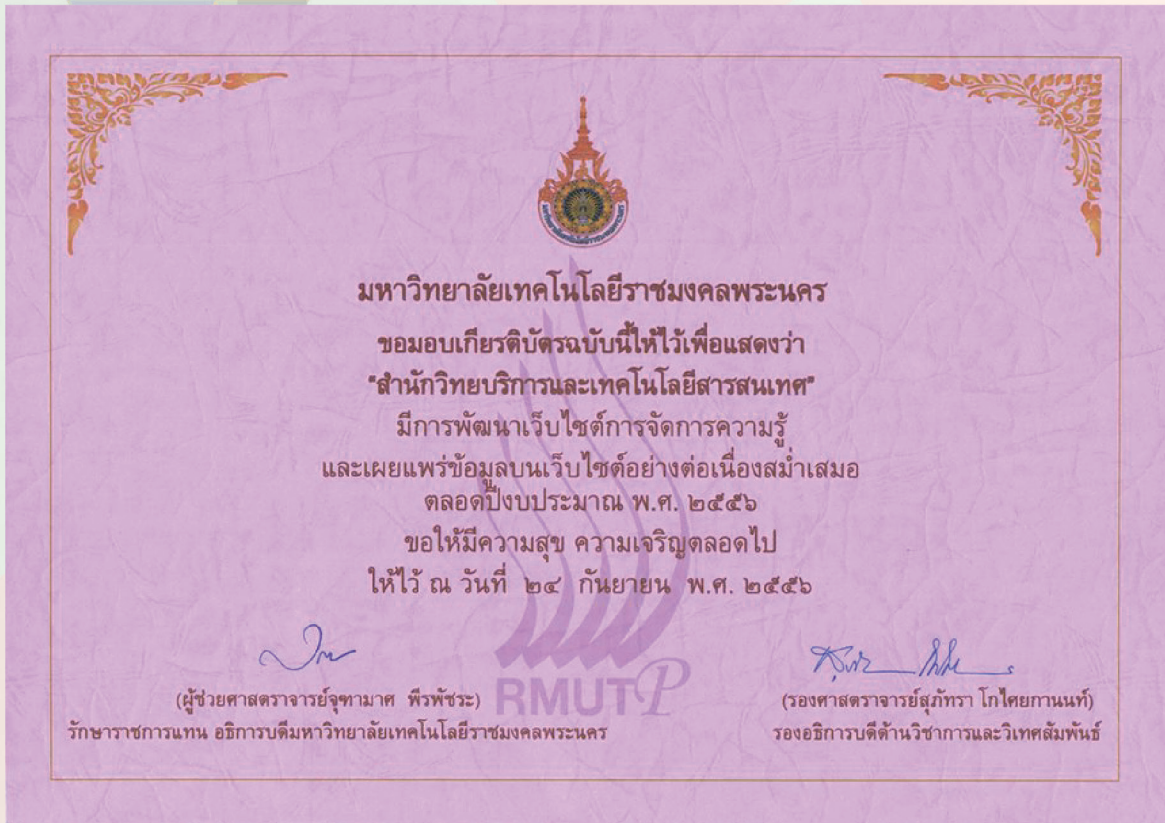 มหาวิทยาลัยเทคโนโลยีราชมงคลพระนคร
ขอมอบเกียรติบัตรฉบับนี้ให้ไว้เพื่อแสดงว่า
"สำนักวิทยบริการและเทคโนโลยีสารสนเทศ"
มีการพัฒนาเว็บไซต์การจัดการความรู้
และเผยแพร่ข้อมูลบนเว็บไซต์อย่างต่อเนื่องสม่ำเสมอ
ตลอดปีงบประมาณ พ.ศ. ๒๕๕๖
ขอให้มีความสุข ความเจริญตลอดไป
ให้ไว้ ณ วันที่ ๒๔ กันยายน พ.ศ. ๒๕๕๖
RMUTP
(ผู้ช่วยศาสตราจารย์จุฑามาศ พีรพัชระ)
รักษาราชการแทน อธิการบดีมหาวิทยาลัยเทคโนโลยีราชมงคลพระนคร
(รองศาสตราจารย์สุภัทรา โกไศยกานนท์)
รองอธิการบดีด้านวิชาการและวิเทศสัมพันธ์